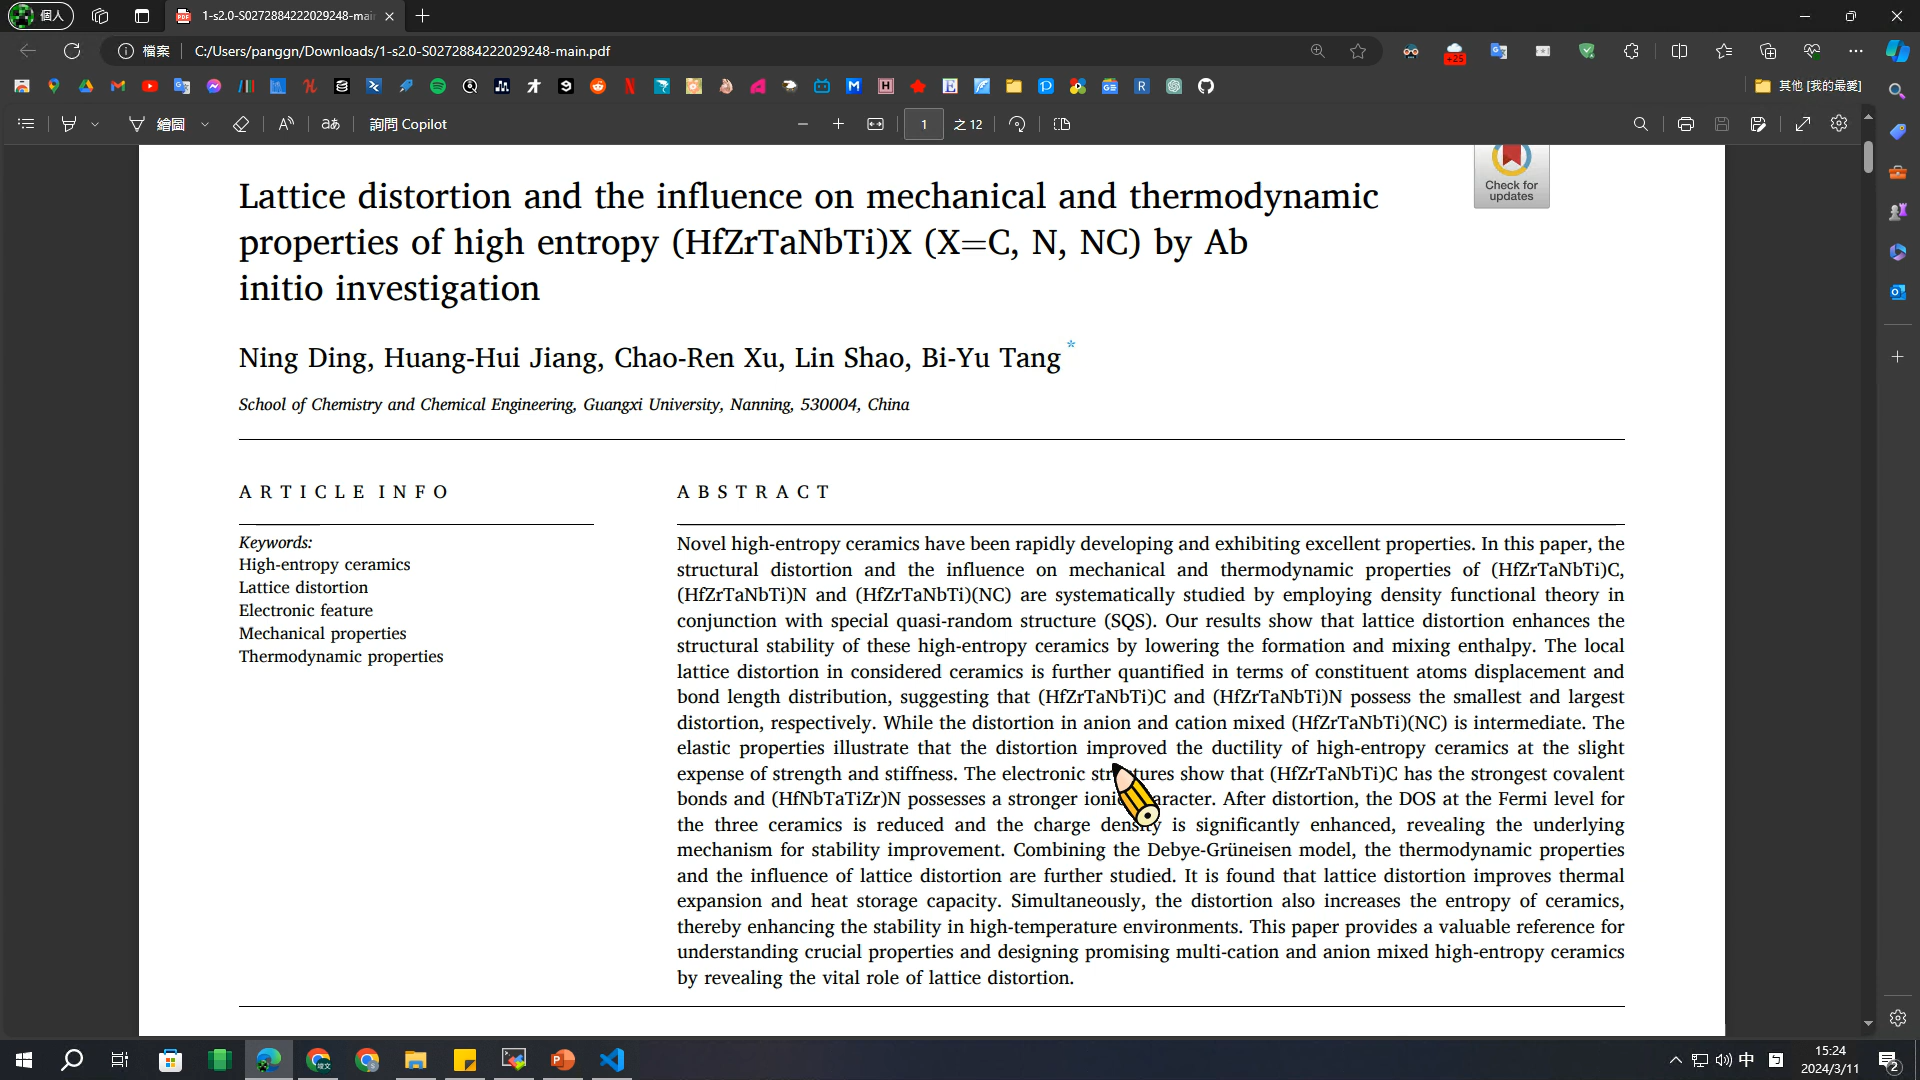 個人
1-s2.0-S0272884222029248-mai
檔案
C:/Users/panggn/Downloads/1-s2.0-S0272884222029248-main.pdf
+25
其他 [我的最愛]
繪圖
aあ
詢問 Copilot
1
之 12
Check for
updates
Lattice distortion and the influence on mechanical and thermodynamic
properties of high entropy (HfZrTaNbTi)X (X=C, N, NC) by Ab
initio investigation
Ning Ding, Huang-Hui Jiang, Chao-Ren Xu, Lin Shao, Bi-Yu Tang *
School of Chemistry and Chemical Engineering, Guangxi University, Nanning, 530004, China
ARTICLE INFO
Keywords:
High-entropy ceramics
Lattice distortion
Electronic feature
Mechanical properties
Thermodynamic properties
ABSTRACT
Novel high-entropy ceramics have been rapidly developing and exhibiting excellent properties. In this paper, the
structural distortion and the influence on mechanical and thermodynamic properties of (HfZrTaNbTi)C,
(HfZrTaNbTi)N and (HfZrTaNbTi)(NC) are systematically studied by employing density functional theory in
conjunction with special quasi-random structure (SQS). Our results show that lattice distortion enhances the
structural stability of these high-entropy ceramics by lowering the formation and mixing enthalpy. The local
lattice distortion in considered ceramics is further quantified in terms of constituent atoms displacement and
bond length distribution, suggesting that (HfZrTaNbTi)C and (HfZrTaNbTi)N possess the smallest and largest
distortion, respectively. While the distortion in anion and cation mixed (HfZrTaNbTi)(NC) is intermediate. The
elastic properties illustrate that the distortion improved the ductility of high-entropy ceramics at the slight
expense of strength and stiffness. The electronic structures show that (HfZrTaNbTi)C has the strongest covalent
bonds and (HfNbTaTiZr)N possesses a stronger ionic character. After distortion, the DOS at the Fermi level for
the three ceramics is reduced and the charge density is significantly enhanced, revealing the underlying
mechanism for stability improvement. Combining the Debye-Grüneisen model, the thermodynamic properties
and the influence of lattice distortion are further studied. It is found that lattice distortion improves thermal
expansion and heat storage capacity. Simultaneously, the distortion also increases the entropy of ceramics,
thereby enhancing the stability in high-temperature environments. This paper provides a valuable reference for
understanding crucial properties and designing promising multi-cation and anion mixed high-entropy ceramics
by revealing the vital role of lattice distortion.
中
15:24
2024/3/11
2